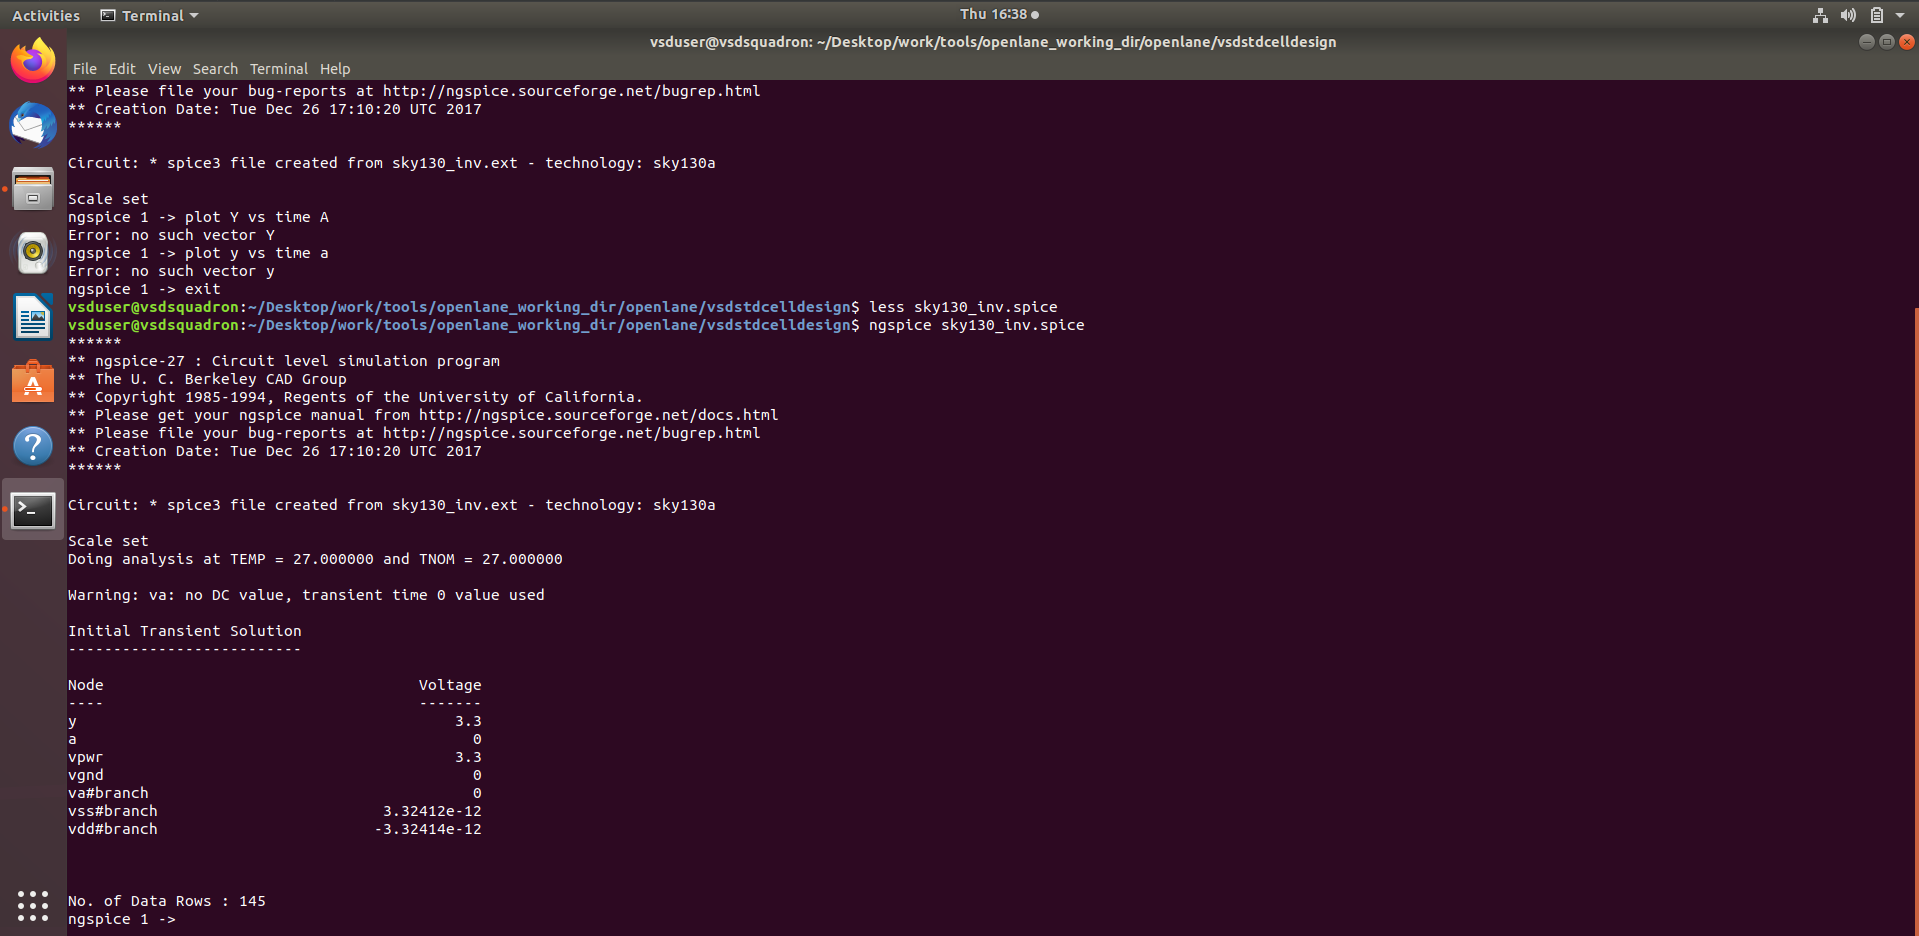 Activities
Terminal
Thu 16:38
vsduser@vsdsquadron: ~/Desktop/work/tools/openlane_working_dir/openlane/vsdstdcelldesign
File Edit View Search Terminal Help
** Please file your bug-reports at http://ngspice.sourceforge.net/bugrep.html
** Creation Date: Tue Dec 26 17:10:20 UTC 2017
******
Circuit: * spice3 file created from sky130_inv.ext - technology: sky130a
Scale set
ngspice 1 -> plot Y vs time A
Error: no such vector Y
ngspice 1 -> plot y vs time a
Error: no such vector y
ngspice 1 -> exit
vsduser@vsdsquadron:~/Desktop/work/tools/openlane_working_dir/openlane/vsdstdcelldesign$ less sky130_inv.spice
vsduser@vsdsquadron:~/Desktop/work/tools/openlane_working_dir/openlane/vsdstdcelldesign$ ngspice sky130_inv.spice
******
** ngspice-27 : Circuit level simulation program
** The U. C. Berkeley CAD Group
** Copyright 1985-1994, Regents of the University of California.
** Please get your ngspice manual from http://ngspice.sourceforge.net/docs.html
** Please file your bug-reports at http://ngspice.sourceforge.net/bugrep.html
** Creation Date: Tue Dec 26 17:10:20 UTC 2017
******
Circuit: * spice3 file created from sky130_inv.ext - technology: sky130a
Scale set
Doing analysis at TEMP = 27.000000 and TNOM = 27.000000
Warning: va: no DC value, transient time 0 value used
Initial Transient Solution
--------------------------
Node Voltage
---- -------
y 3.3
a 0
vpwr 3.3
vgnd 0
va#branch 0
vss#branch 3.32412e-12
vdd#branch -3.32414e-12
No. of Data Rows : 145
ngspice 1 ->